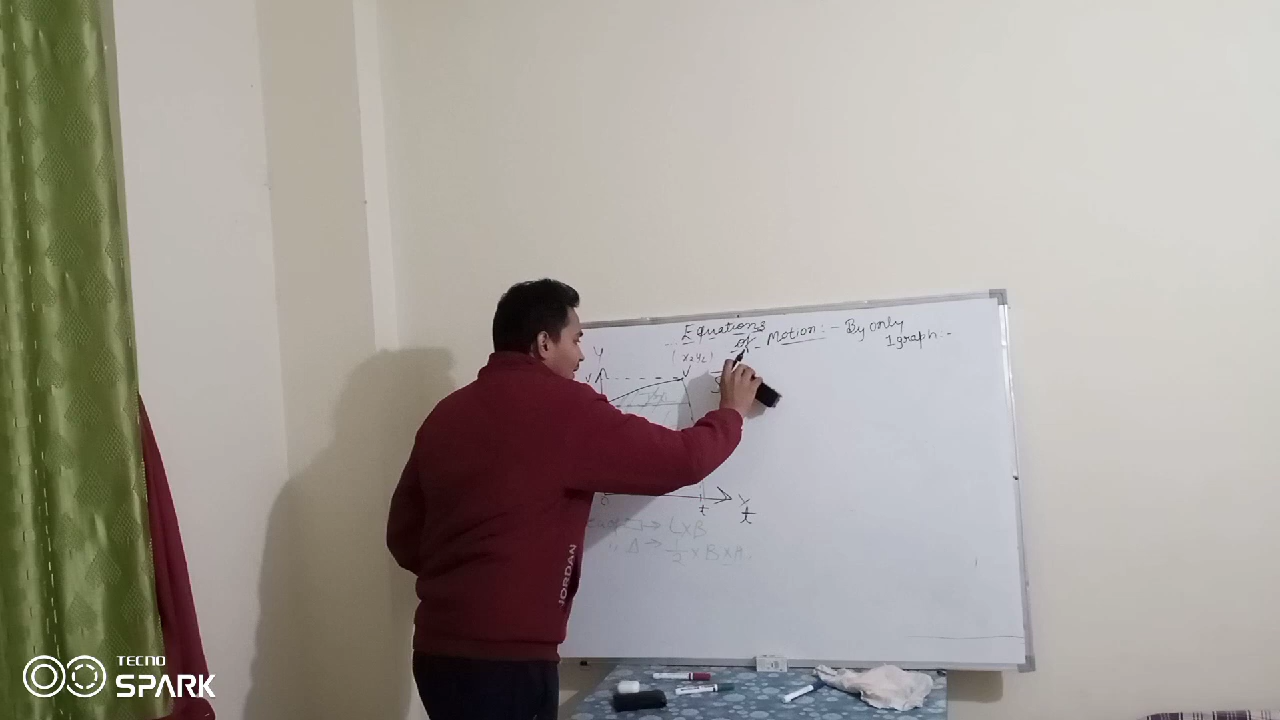 Equations
of Motion:- By only
1 graph:-
(x₂y₂)
y
v
v
t
x
t
→ L×B
Δ → 1/2 × B × A.
JORDAN
TECNO
SPARK